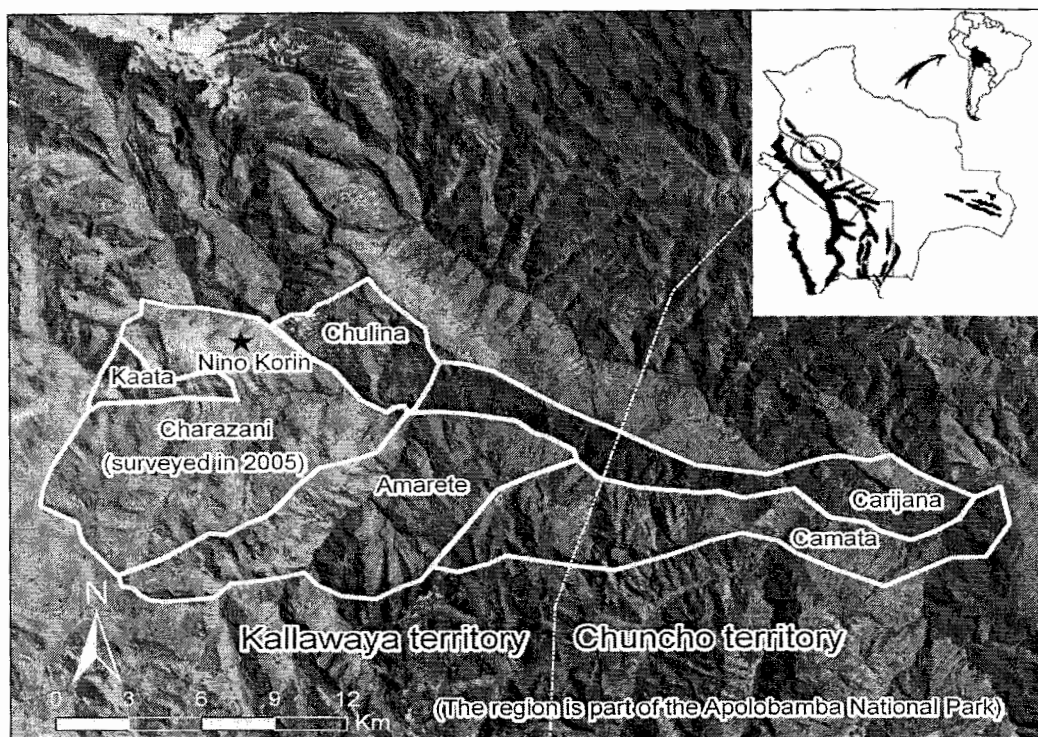 Chulina
Nino Korin
Kaata
Charazani
(surveyed in 2005)
Amarete
Carijana
Camata
N
Kallawaya territory Chuncho territory
0 3 6 9 12
Km
(The region is part of the Apolobamba National Park)